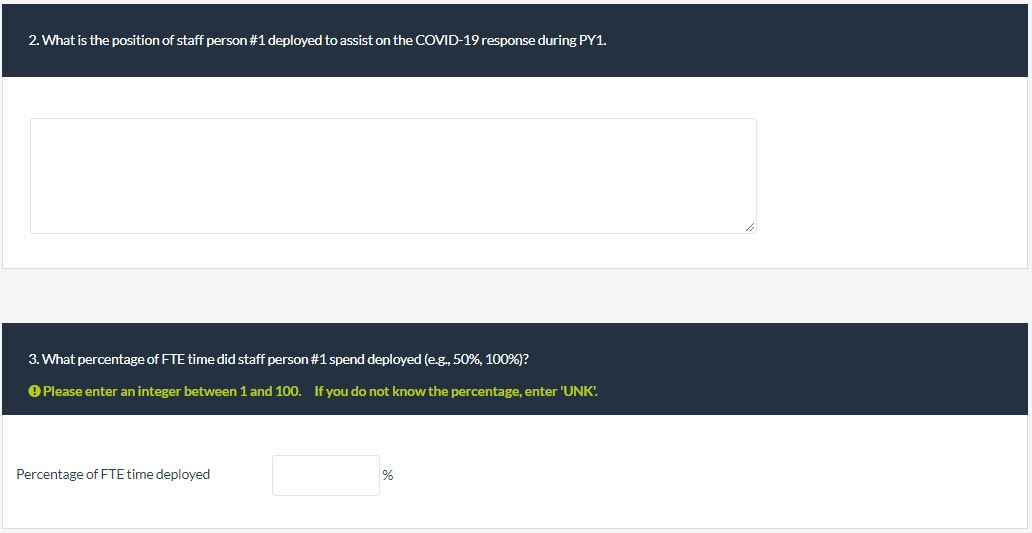 2. What is the position of staff person #1 deployed to assist on the COVID-19 response during PY1.
3. What percentage of FTE time did staff person #1 spend deployed (e.g., 50%, 100%)?
Please enter an integer between 1 and 100. If you do not know the percentage, enter 'UNK'.
Percentage of FTE time deployed %